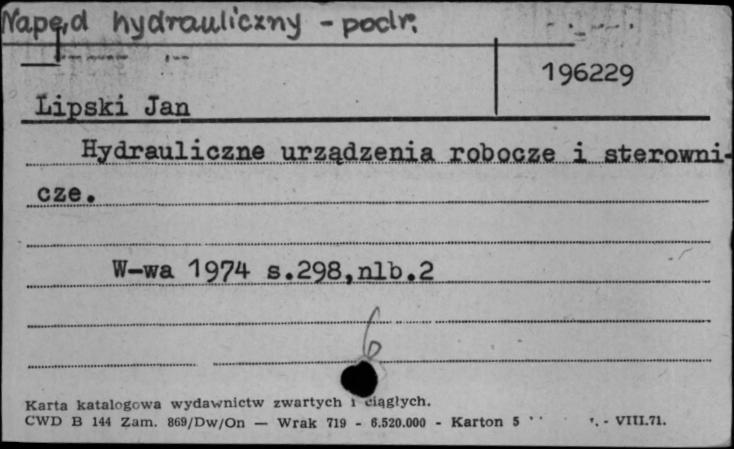 Napęd hydrauliczny - podr.
196229
Lipski Jan
Hydrauliczne urządzenia robocze i sterowni-
cze.
W-wa 1974 s.298,nlb.2
6
Karta katalogowa wydawnictw zwartych i ciągłych.
CWD B 144 Zam. 869/Dw/On — Wrak 719 - 6.520.000 - Karton 5 - VIII.71.